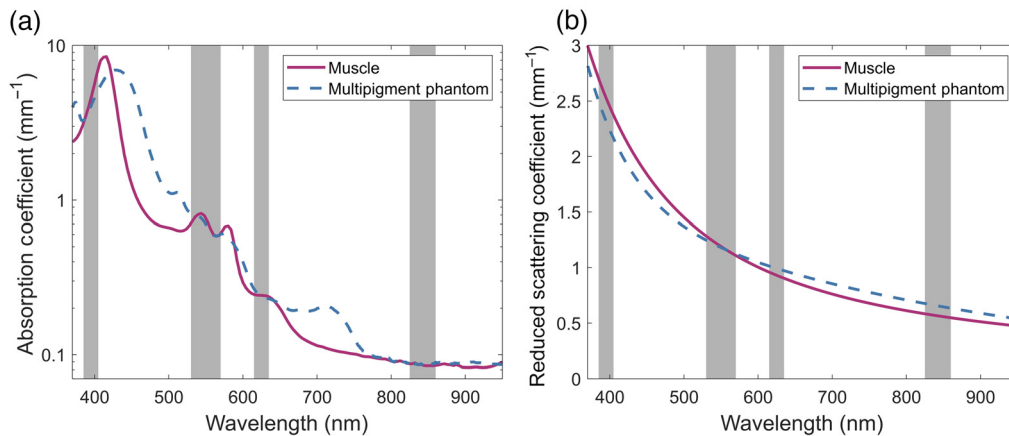 (a)
Absorption coefficient (mm⁻¹)
10
1
0.1
400 500 600 700 800 900
Wavelength (nm)
Muscle
Multipigment phantom
(b)
Reduced scattering coefficient (mm⁻¹)
3
2.5
2
1.5
1
0.5
0
400 500 600 700 800 900
Wavelength (nm)
Muscle
Multipigment phantom